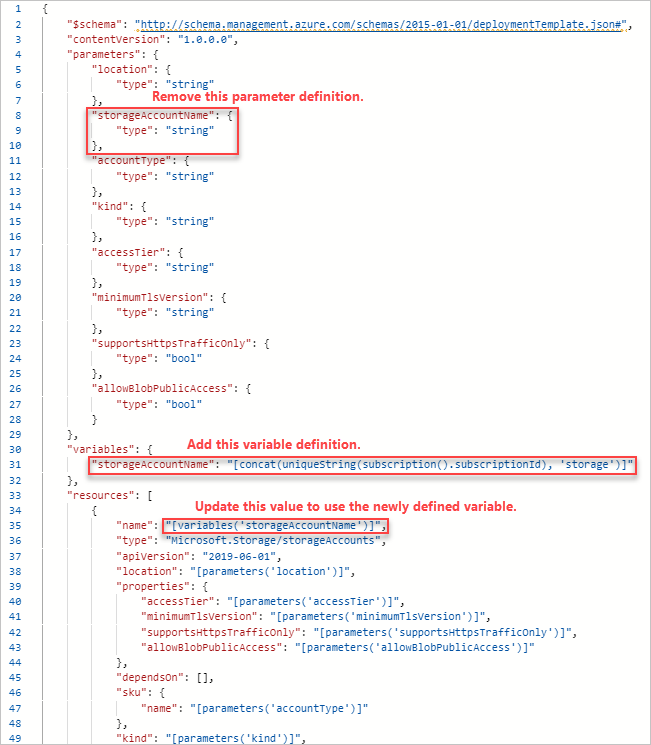 1 {
2 "$schema": "http://schema.management.azure.com/schemas/2015-01-01/deploymentTemplate.json#",
3 "contentVersion": "1.0.0.0",
4 "parameters": {
5 "location": {
6 "type": "string"
7 },
Remove this parameter definition.
8 "storageAccountName": {
9 "type": "string"
10 },
11 "accountType": {
12 "type": "string"
13 },
14 "kind": {
15 "type": "string"
16 },
17 "accessTier": {
18 "type": "string"
19 },
20 "minimumTlsVersion": {
21 "type": "string"
22 },
23 "supportsHttpsTrafficOnly": {
24 "type": "bool"
25 },
26 "allowBlobPublicAccess": {
27 "type": "bool"
28 }
29 },
Add this variable definition.
30 "variables": {
31 "storageAccountName": "[concat(uniqueString(subscription().subscriptionId), 'storage')]"
32 },
33 "resources": [
Update this value to use the newly defined variable.
34 {
35 "name": "[variables('storageAccountName')]",
36 "type": "Microsoft.Storage/storageAccounts",
37 "apiVersion": "2019-06-01",
38 "location": "[parameters('location')]",
39 "properties": {
40 "accessTier": "[parameters('accessTier')]",
41 "minimumTlsVersion": "[parameters('minimumTlsVersion')]",
42 "supportsHttpsTrafficOnly": "[parameters('supportsHttpsTrafficOnly')]",
43 "allowBlobPublicAccess": "[parameters('allowBlobPublicAccess')]"
44 },
45 "dependsOn": [],
46 "sku": {
47 "name": "[parameters('accountType')]"
48 },
49 "kind": "[parameters('kind')]",